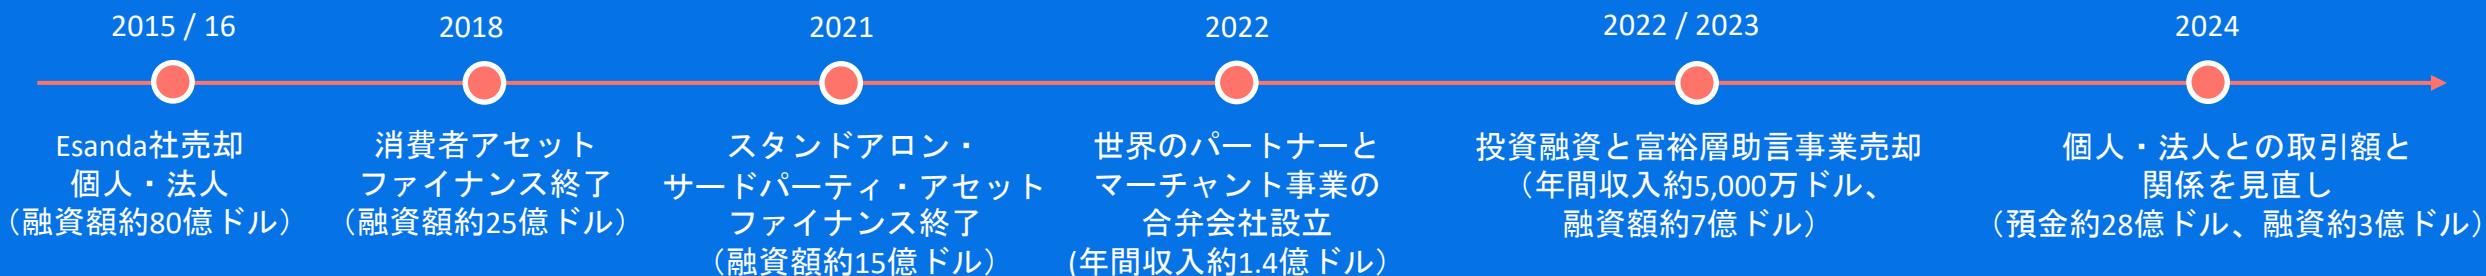 2015 / 16
Esanda社売却
個人・法人
（融資額約80億ドル）
2018
消費者アセット
ファイナンス終了
（融資額約25億ドル）
2021
スタンドアロン・
サードパーティ・アセット
ファイナンス終了
（融資額約15億ドル）
2022
世界のパートナーと
マーチャント事業の
合弁会社設立
(年間収入約1.4億ドル）
2022 / 2023
投資融資と富裕層助言事業売却
（年間収入約5,000万ドル、
融資額約7億ドル）
2024
個人・法人との取引額と
関係を見直し
（預金約28億ドル、融資約3億ドル）